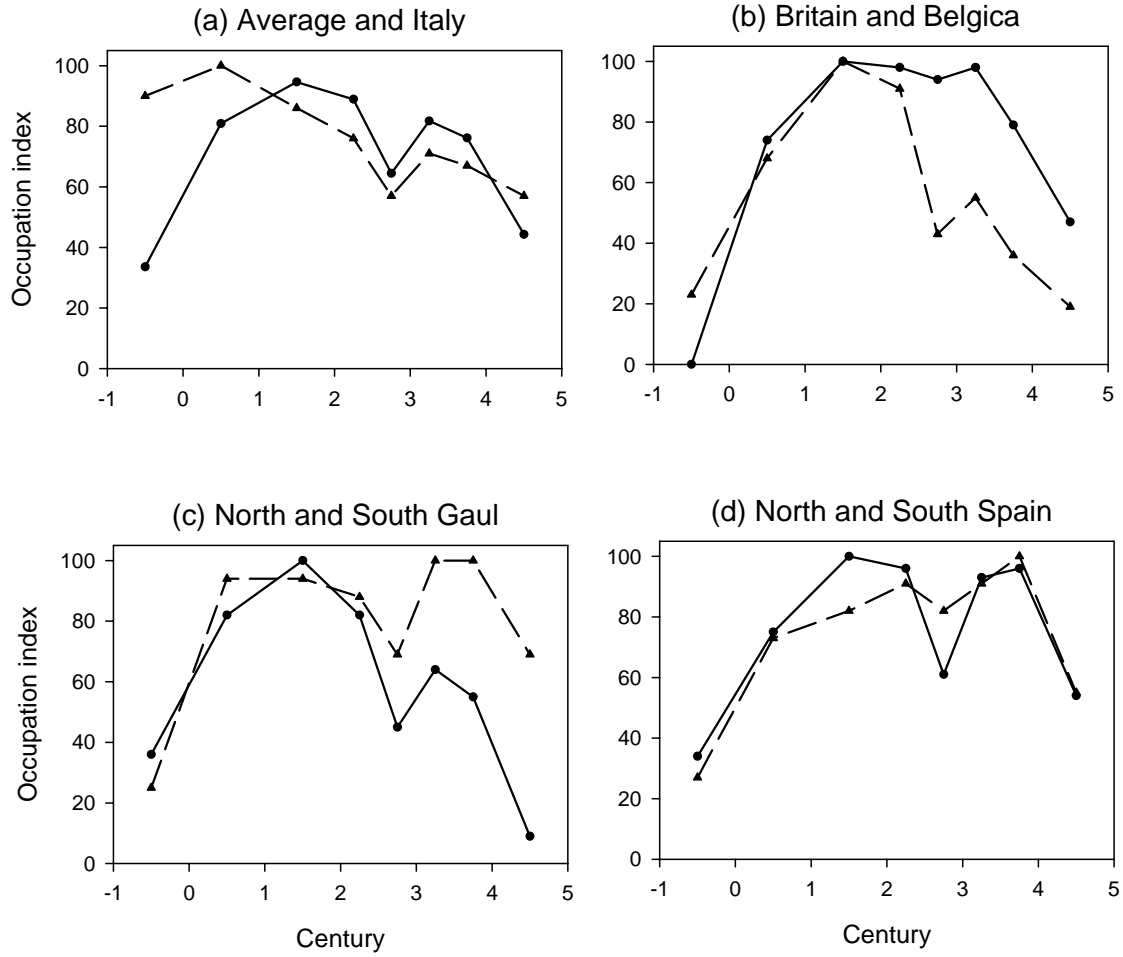 (a) Average and Italy
Occupation index
100
80
60
40
20
0
-1 0 1 2 3 4 5
(b) Britain and Belgica
100
80
60
40
20
0
-1 0 1 2 3 4 5
(c) North and South Gaul
Occupation index
100
80
60
40
20
0
-1 0 1 2 3 4 5
Century
(d) North and South Spain
100
80
60
40
20
0
-1 0 1 2 3 4 5
Century